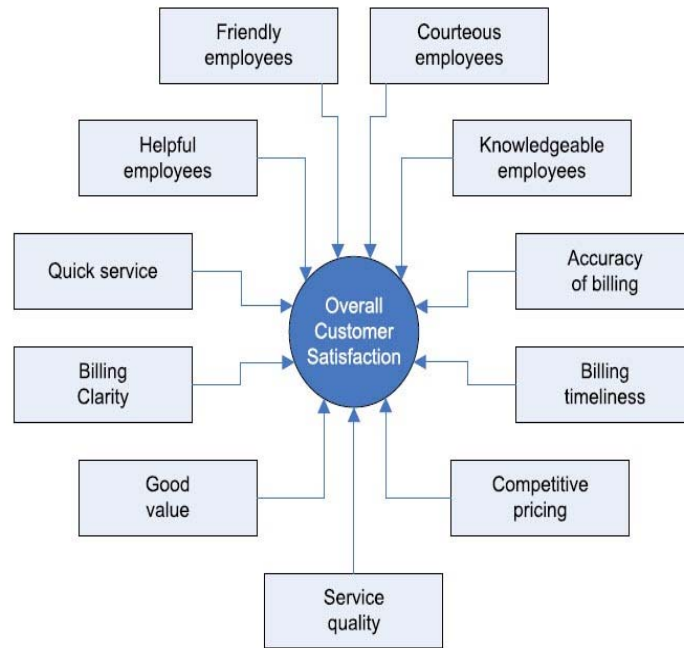 Friendly
employees
Courteous
employees
Helpful
employees
Knowledgeable
employees
Quick service
Overall
Customer
Satisfaction
Accuracy
of billing
Billing
Clarity
Billing
timeliness
Good
value
Competitive
pricing
Service
quality